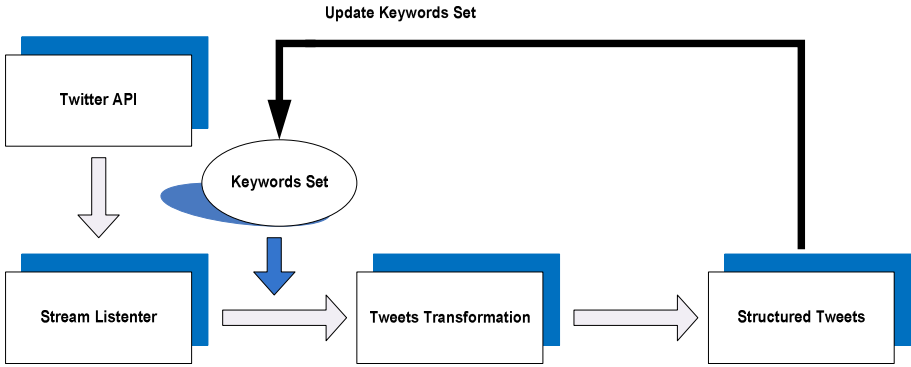 Update Keywords Set
Twitter API
Keywords Set
Stream Listenter
Tweets Transformation
Structured Tweets